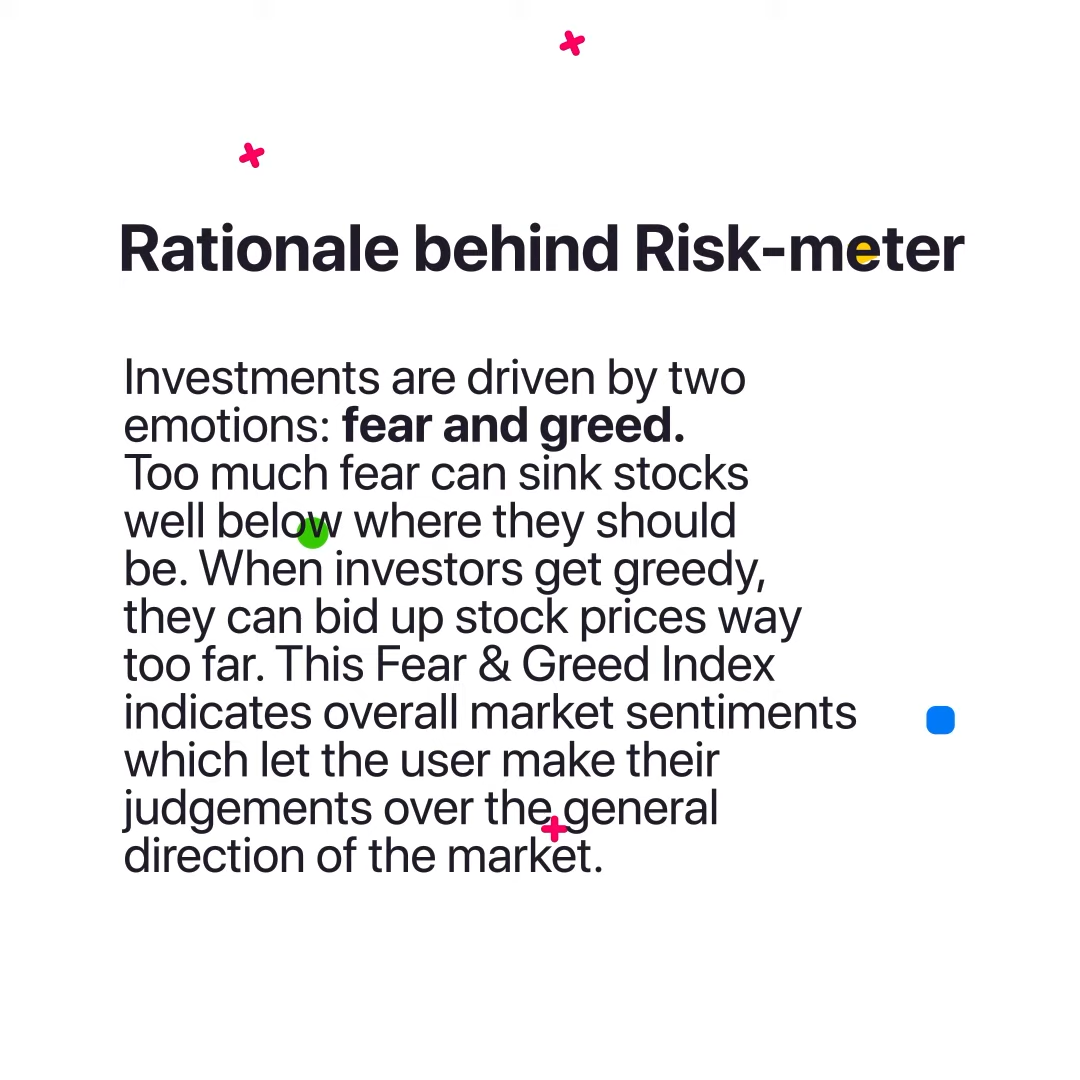 Rationale behind Risk-meter
Investments are driven by two
emotions: fear and greed.
Too much fear can sink stocks
well below where they should
be. When investors get greedy,
they can bid up stock prices way
too far. This Fear & Greed Index
indicates overall market sentiments
which let the user make their
judgements over the general
direction of the market.